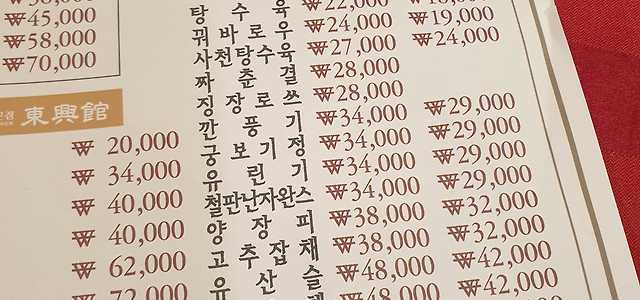 ₩45,000
₩58,000
₩70,000
東興館
₩ 20,000
₩ 34,000
₩ 40,000
₩ 40,000
₩ 62,000
₩ 72,000
탕수육 ₩22,000
꿔바로우 ₩24,000 ₩19,000
사천탕수육 ₩27,000 ₩24,000
짜춘결 ₩28,000
징장로쓰 ₩28,000
깐풍기 ₩34,000 ₩29,000
궁보기정 ₩34,000 ₩29,000
유린기 ₩34,000 ₩29,000
철판난자완스 ₩34,000 ₩29,000
양장피 ₩38,000 ₩32,000
고추잡채 ₩38,000 ₩32,000
유산슬 ₩48,000 ₩42,000
₩48,000 ₩42,000